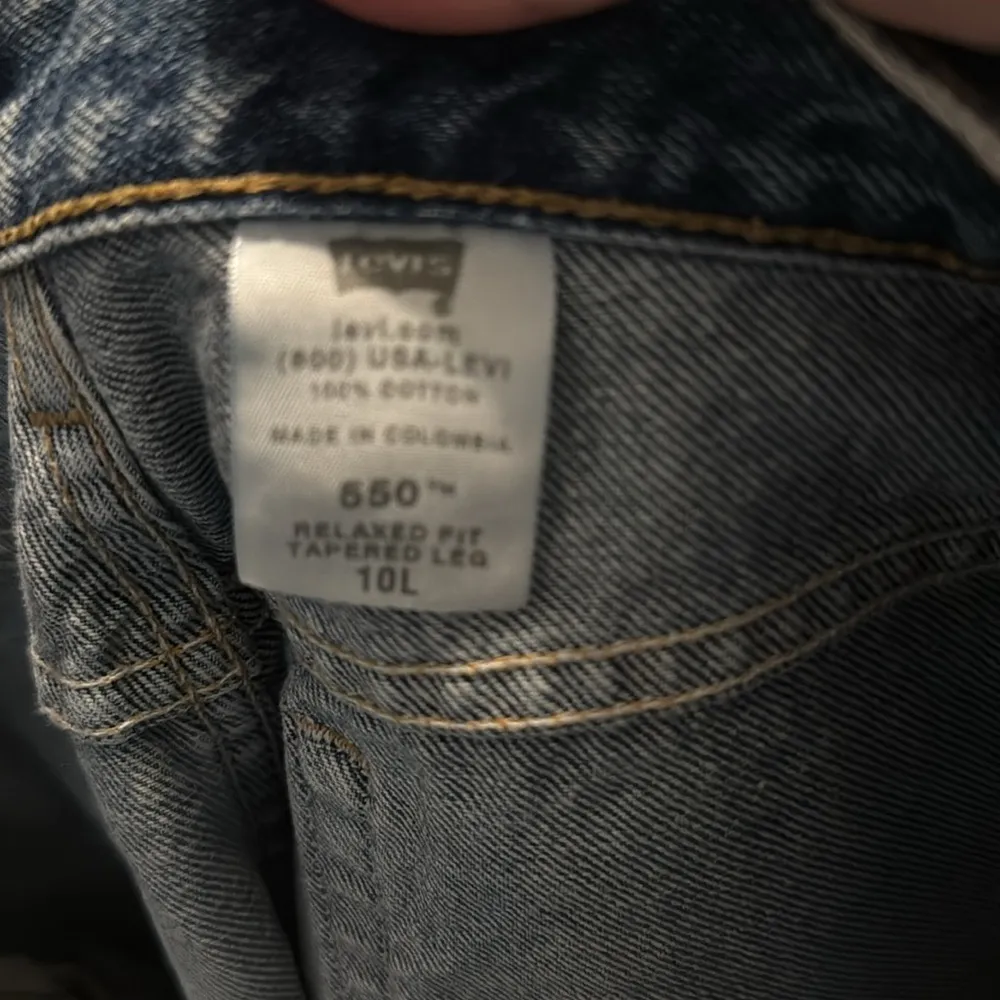 Levi's
levi.com
(800) USA-LEVI
100% COTTON
MADE IN COLOMBIA
550™
RELAXED FIT
TAPERED LEG
10L